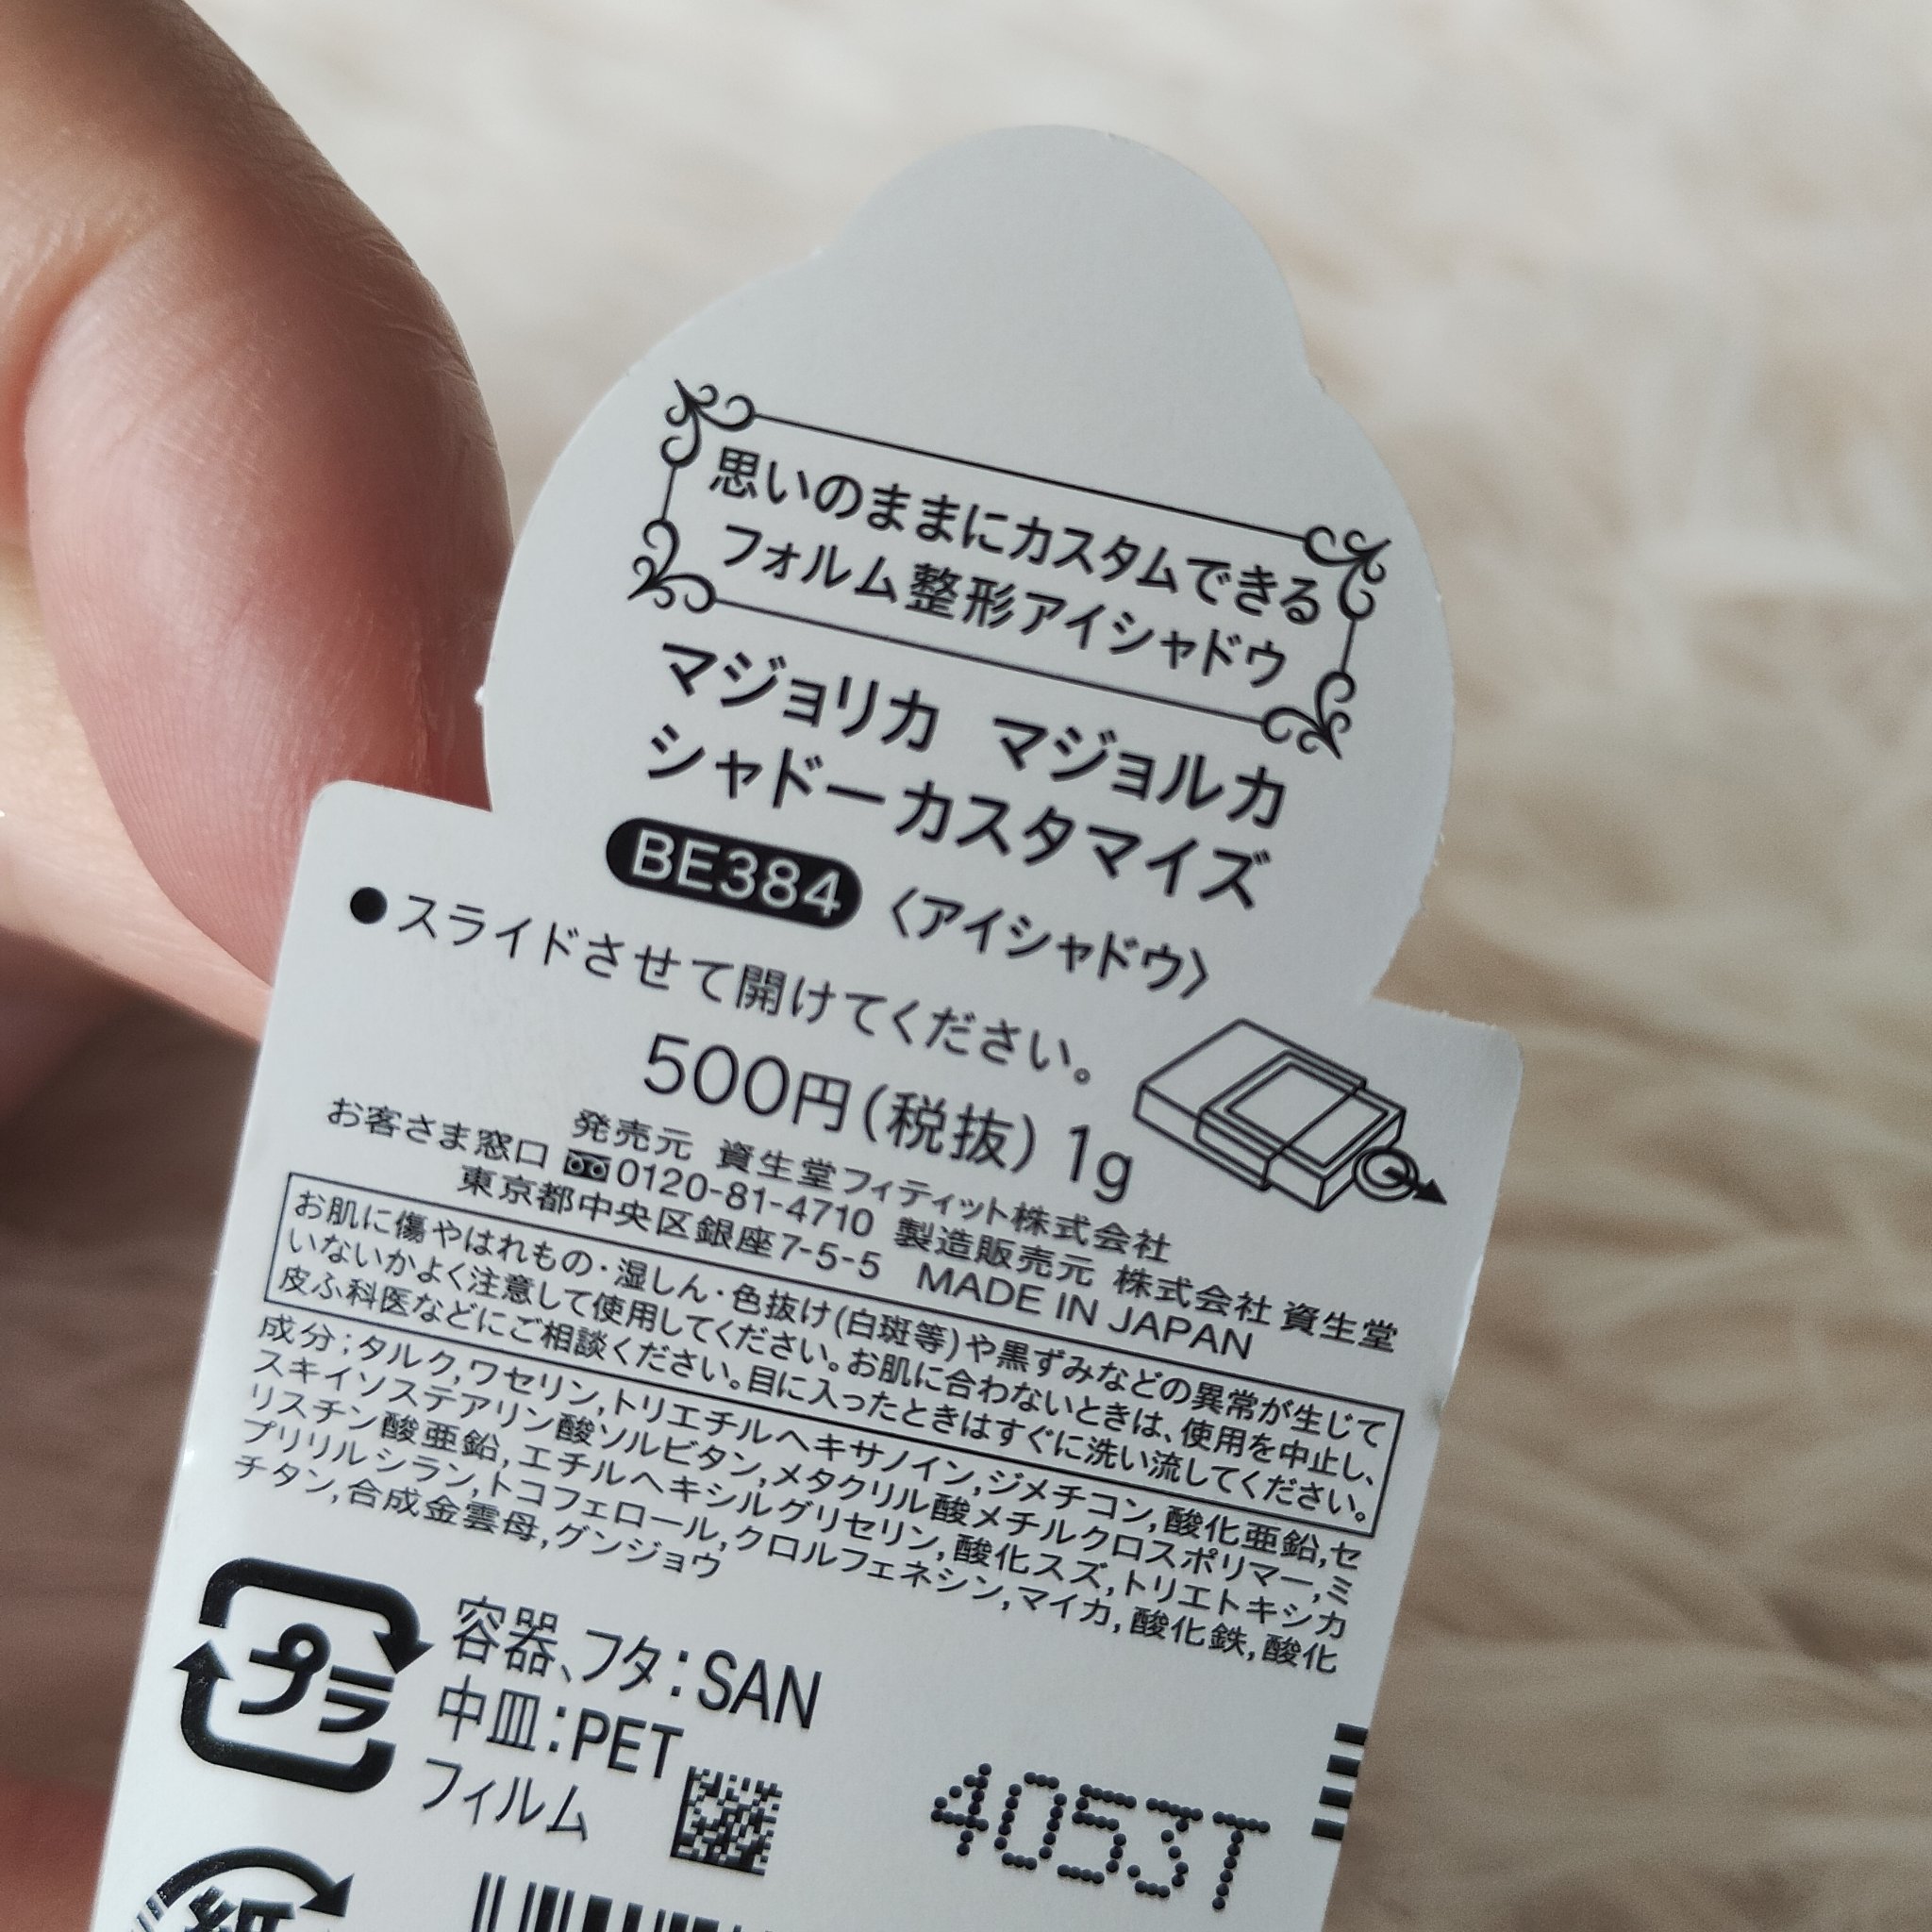 思いのままにカスタムできる
フォルム整形アイシャドウ
マジョリカ マジョルカ
シャドーカスタマイズ
BE384 〈アイシャドウ〉
●スライドさせて開けてください。
500円(税抜) 1g
発売元 資生堂フィティット株式会社
お客さま窓口 0120-81-4710 製造販売元 株式会社 資生堂
東京都中央区銀座7-5-5 MADE IN JAPAN
お肌に傷やはれもの・湿しん・色抜け(白斑等)や黒ずみなどの異常が生じて
いないかよく注意して使用してください。お肌に合わないときは、使用を中止し、
皮ふ科医などにご相談ください。目に入ったときはすぐに洗い流してください。
成分;タルク,ワセリン,トリエチルヘキサノイン,ジメチコン,酸化亜鉛,セ
スキイソステアリン酸ソルビタン,メタクリル酸メチルクロスポリマー,ミ
リスチン酸亜鉛,エチルヘキシルグリセリン,酸化スズ,トリエトキシカ
プリリルシラン,トコフェロール,クロルフェネシン,マイカ,酸化鉄,酸化
チタン,合成金雲母,グンジョウ
プラ
容器、フタ:SAN
中皿:PET
フィルム
4053T
紙